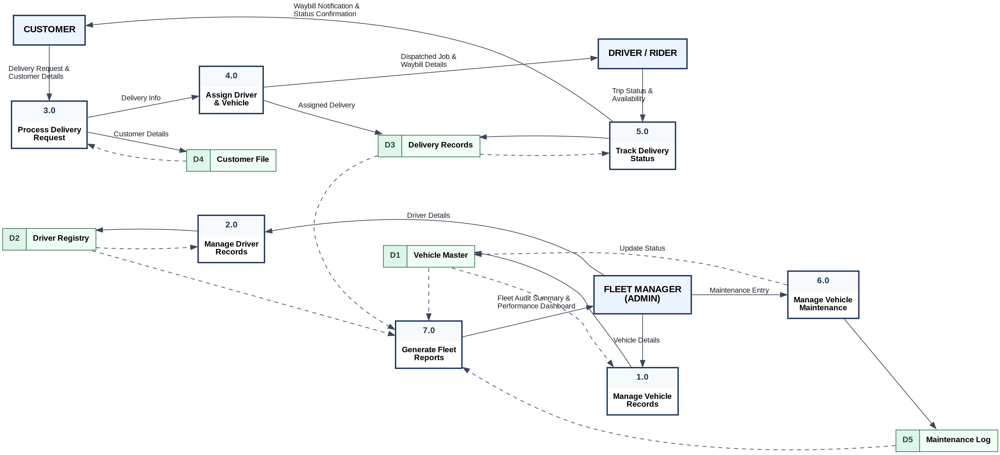 Waybill Notification &
Status Confirmation
CUSTOMER
DRIVER / RIDER
Dispatched Job &
Waybill Details
Delivery Request &
Customer Details
4.0
Assign Driver
& Vehicle
Trip Status &
Availability
Delivery Info
Assigned Delivery
3.0
Process Delivery
Request
Customer Details
5.0
Track Delivery
Status
D3
Delivery Records
D4
Customer File
Driver Details
2.0
Manage Driver
Records
D2
Driver Registry
D1
Vehicle Master
Update Status
FLEET MANAGER
(ADMIN)
Maintenance Entry
6.0
Manage Vehicle
Maintenance
Fleet Audit Summary &
Performance Dashboard
7.0
Generate Fleet
Reports
Vehicle Details
1.0
Manage Vehicle
Records
D5
Maintenance Log